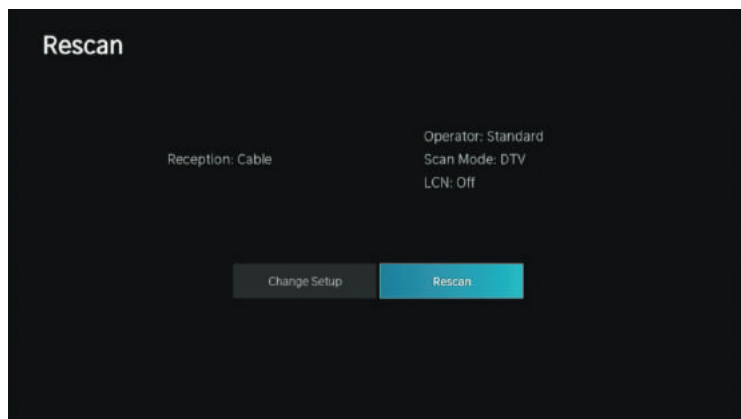 Rescan
Reception: Cable
Operator: Standard
Scan Mode: DTV
LCN: Off
Change Setup
Rescan